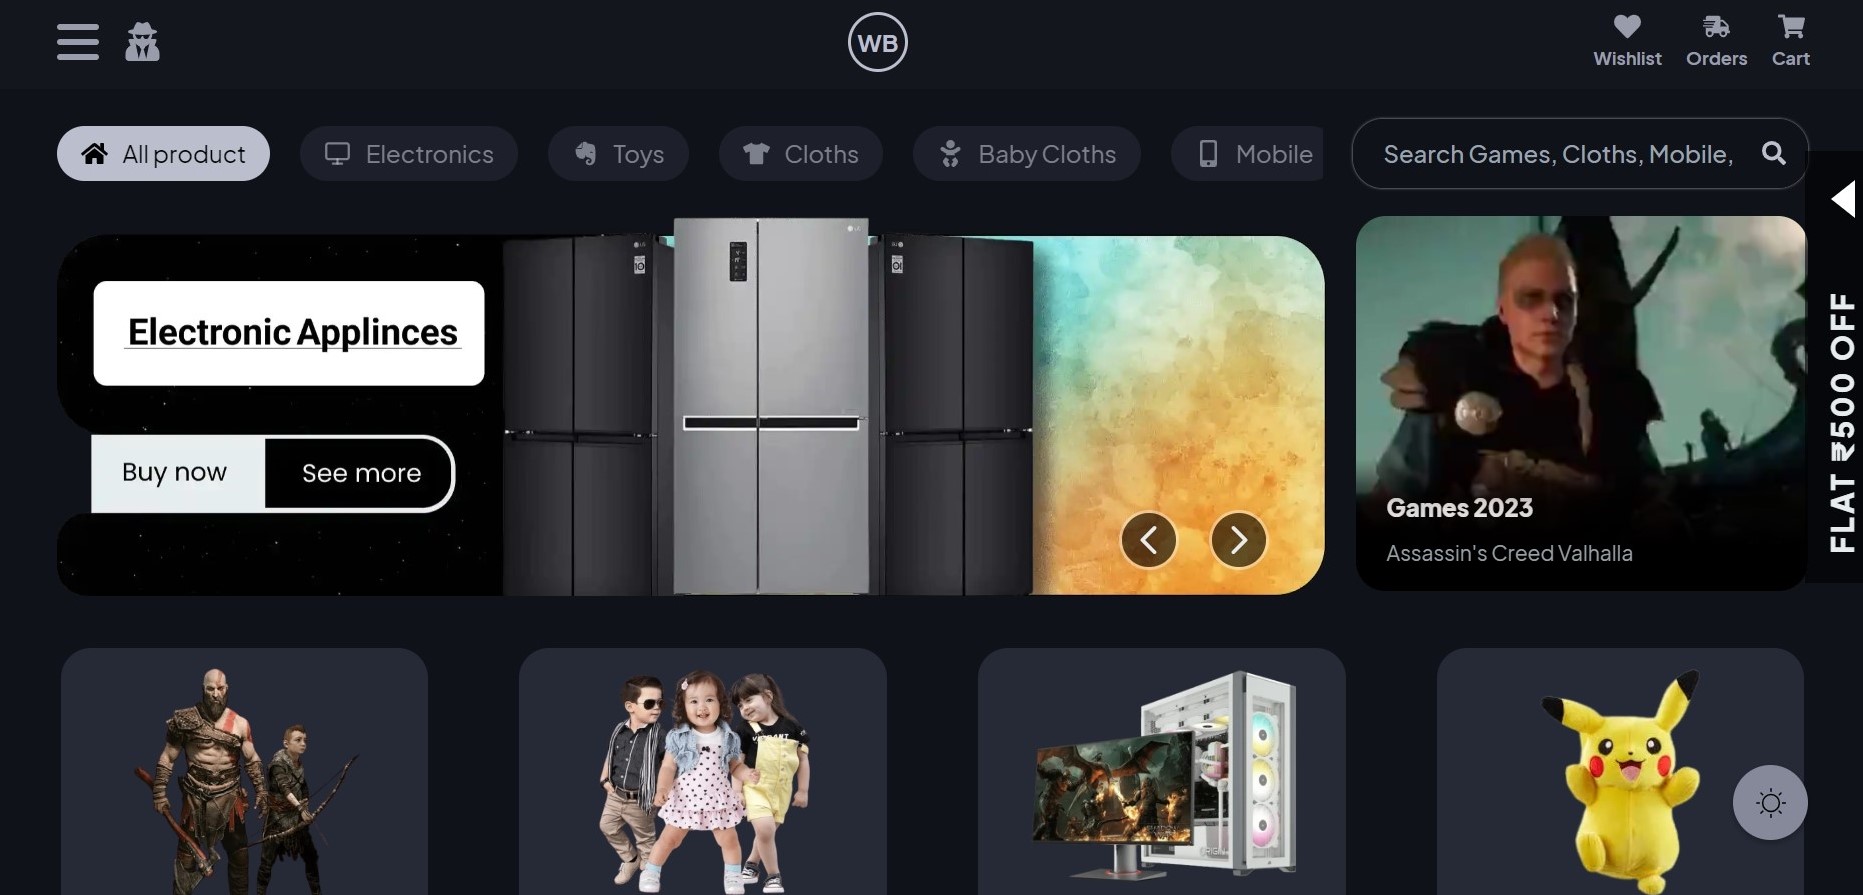 WB
Wishlist
Orders
Cart
All product
Electronics
Toys
Cloths
Baby Cloths
Mobile
Search Games, Cloths, Mobile,
Electronic Applinces
Buy now
See more
LG
Games 2023
Assassin's Creed Valhalla
FLAT ₹500 OFF